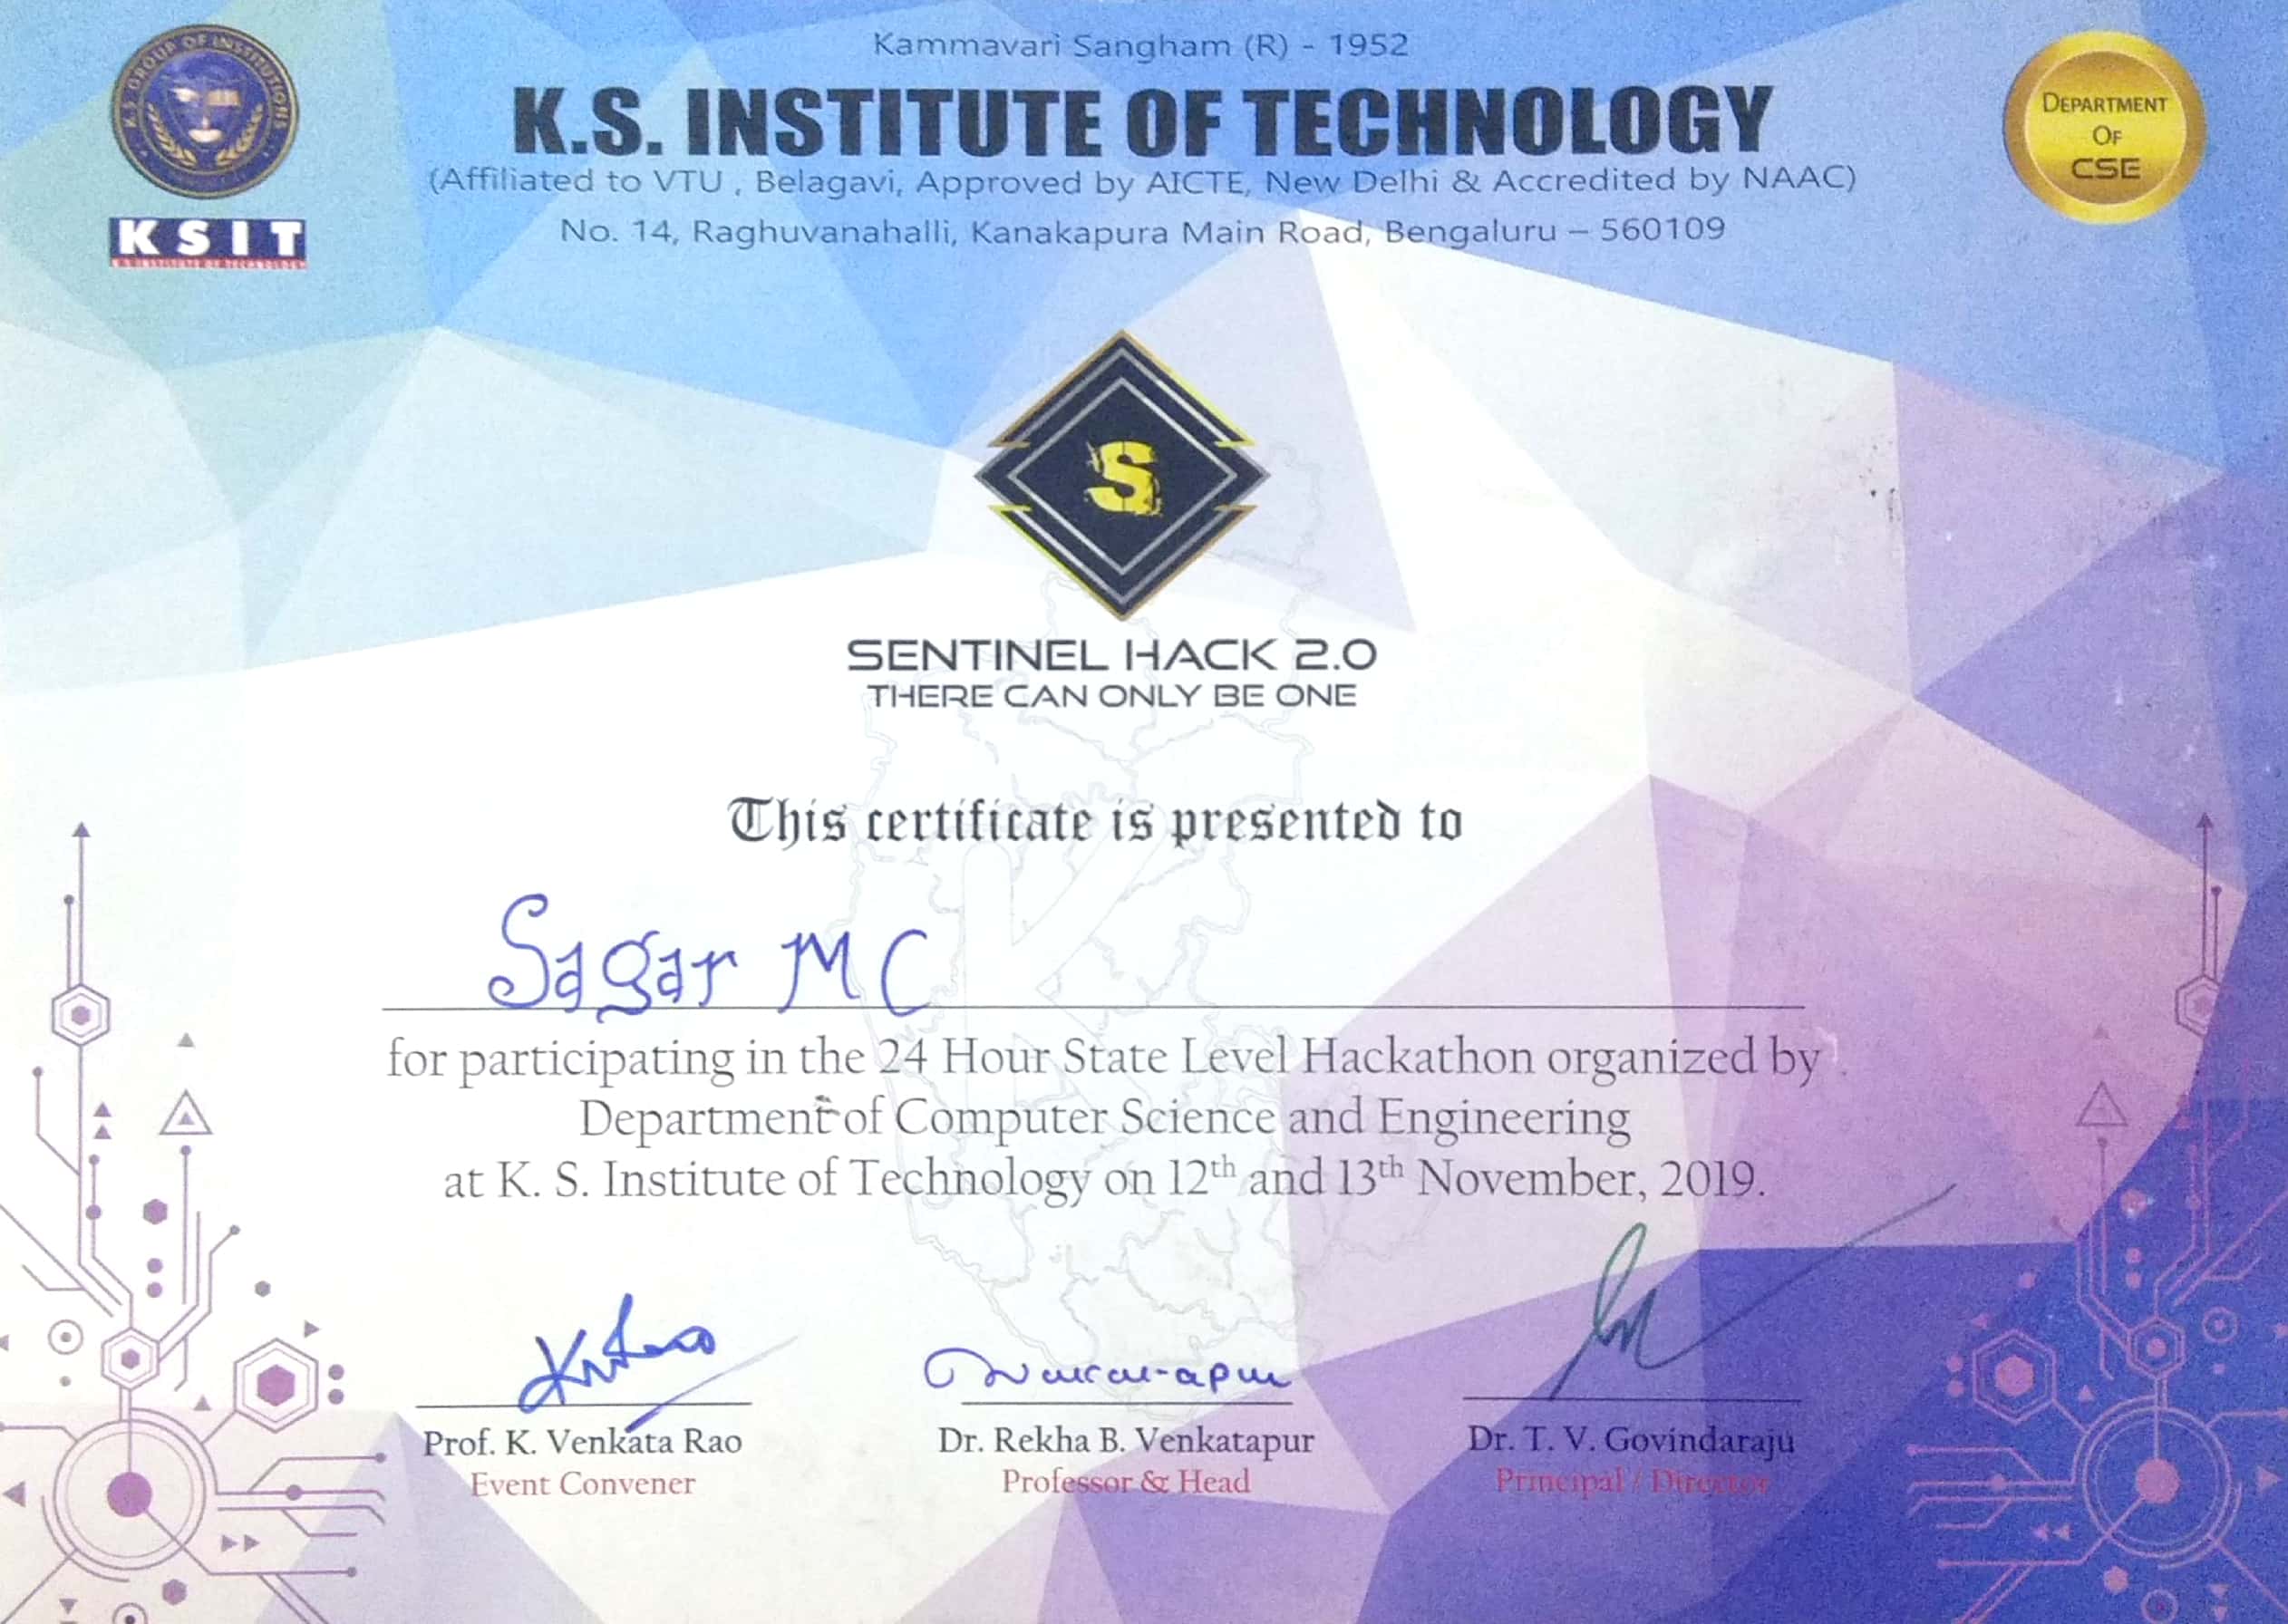 Kammavari Sangham (R) - 1952
K.S. INSTITUTE OF TECHNOLOGY
(Affiliated to VTU , Belagavi, Approved by AICTE, New Delhi & Accredited by NAAC)
No. 14, Raghuvanahalli, Kanakapura Main Road, Bengaluru – 560109
K.S GROUP OF INSTITUTIONS
KSIT
K.S INSTITUTE OF TECHNOLOGY
DEPARTMENT
OF
CSE
S
SENTINEL HACK 2.0
THERE CAN ONLY BE ONE
This certificate is presented to
Sagar M C
for participating in the 24 Hour State Level Hackathon organized by
Department of Computer Science and Engineering
at K. S. Institute of Technology on 12th and 13th November, 2019.
Prof. K. Venkata Rao
Event Convener
Dr. Rekha B. Venkatapur
Professor & Head
Dr. T. V. Govindaraju
Principal / Director